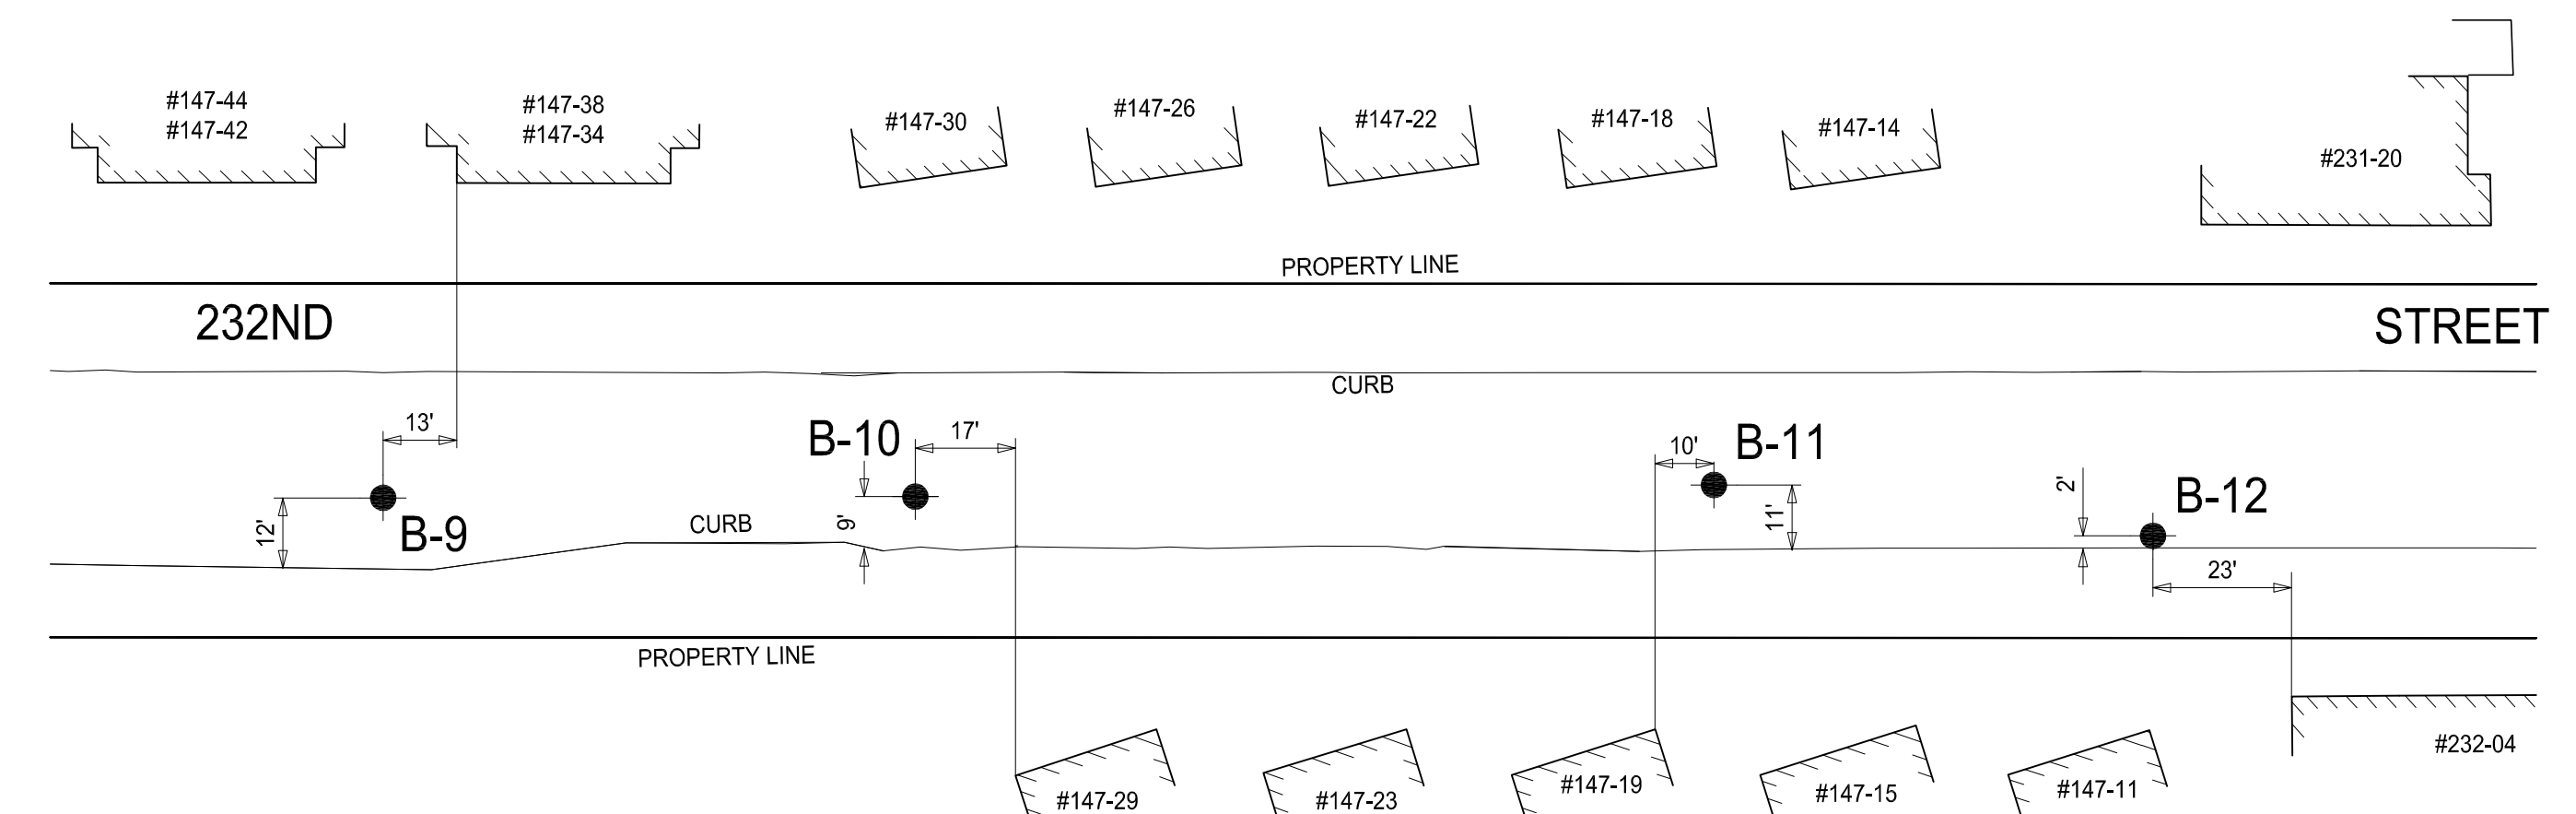 #147-44
#147-42
#147-38
#147-34
#147-30
#147-26
#147-22
#147-18
#147-14
#231-20
PROPERTY LINE
232ND STREET
CURB
13'
B-10
17'
10'
B-11
12'
B-9
CURB
9'
11'
2'
B-12
23'
PROPERTY LINE
#147-29
#147-23
#147-19
#147-15
#147-11
#232-04